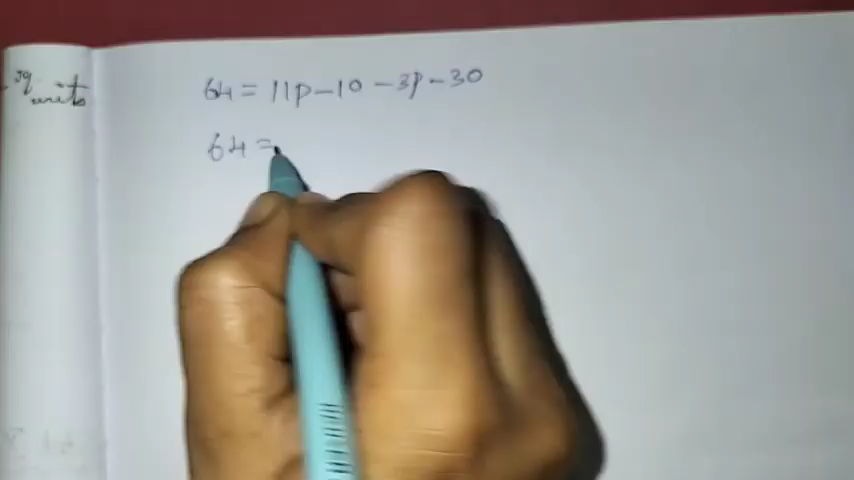 sq
units
64 = 11p - 10 - 3p - 30
64 =